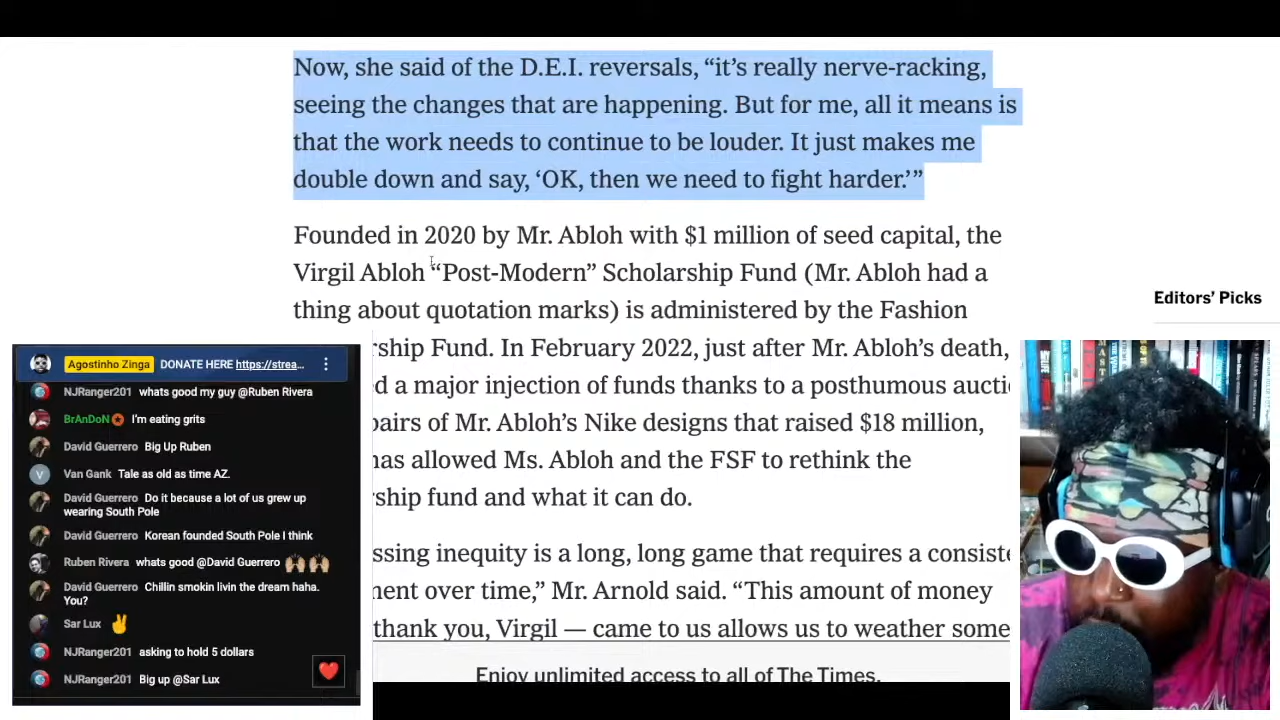 Now, she said of the D.E.I. reversals, “it’s really nerve-racking,
seeing the changes that are happening. But for me, all it means is
that the work needs to continue to be louder. It just makes me
double down and say, ‘OK, then we need to fight harder.’”
Founded in 2020 by Mr. Abloh with $1 million of seed capital, the
Virgil Abloh “Post-Modern” Scholarship Fund (Mr. Abloh had a
thing about quotation marks) is administered by the Fashion
rship Fund. In February 2022, just after Mr. Abloh’s death,
d a major injection of funds thanks to a posthumous aucti
pairs of Mr. Abloh’s Nike designs that raised $18 million,
has allowed Ms. Abloh and the FSF to rethink the
rship fund and what it can do.
ssing inequity is a long, long game that requires a consiste
ment over time,” Mr. Arnold said. “This amount of money
thank you, Virgil — came to us allows us to weather some
Enjoy unlimited access to all of The Times.
Editors’ Picks
Agostinho Zinga DONATE HERE https://strea...
NJRanger201 whats good my guy @Ruben Rivera
BrAnDoN I'm eating grits
David Guerrero Big Up Ruben
V Van Gank Tale as old as time AZ.
David Guerrero Do it because a lot of us grew up
wearing South Pole
David Guerrero Korean founded South Pole I think
Ruben Rivera whats good @David Guerrero 🙌🏽🙌🏽
David Guerrero Chillin smokin livin the dream haha.
You?
Sar Lux ✌️
NJRanger201 asking to hold 5 dollars
NJRanger201 Big up @Sar Lux